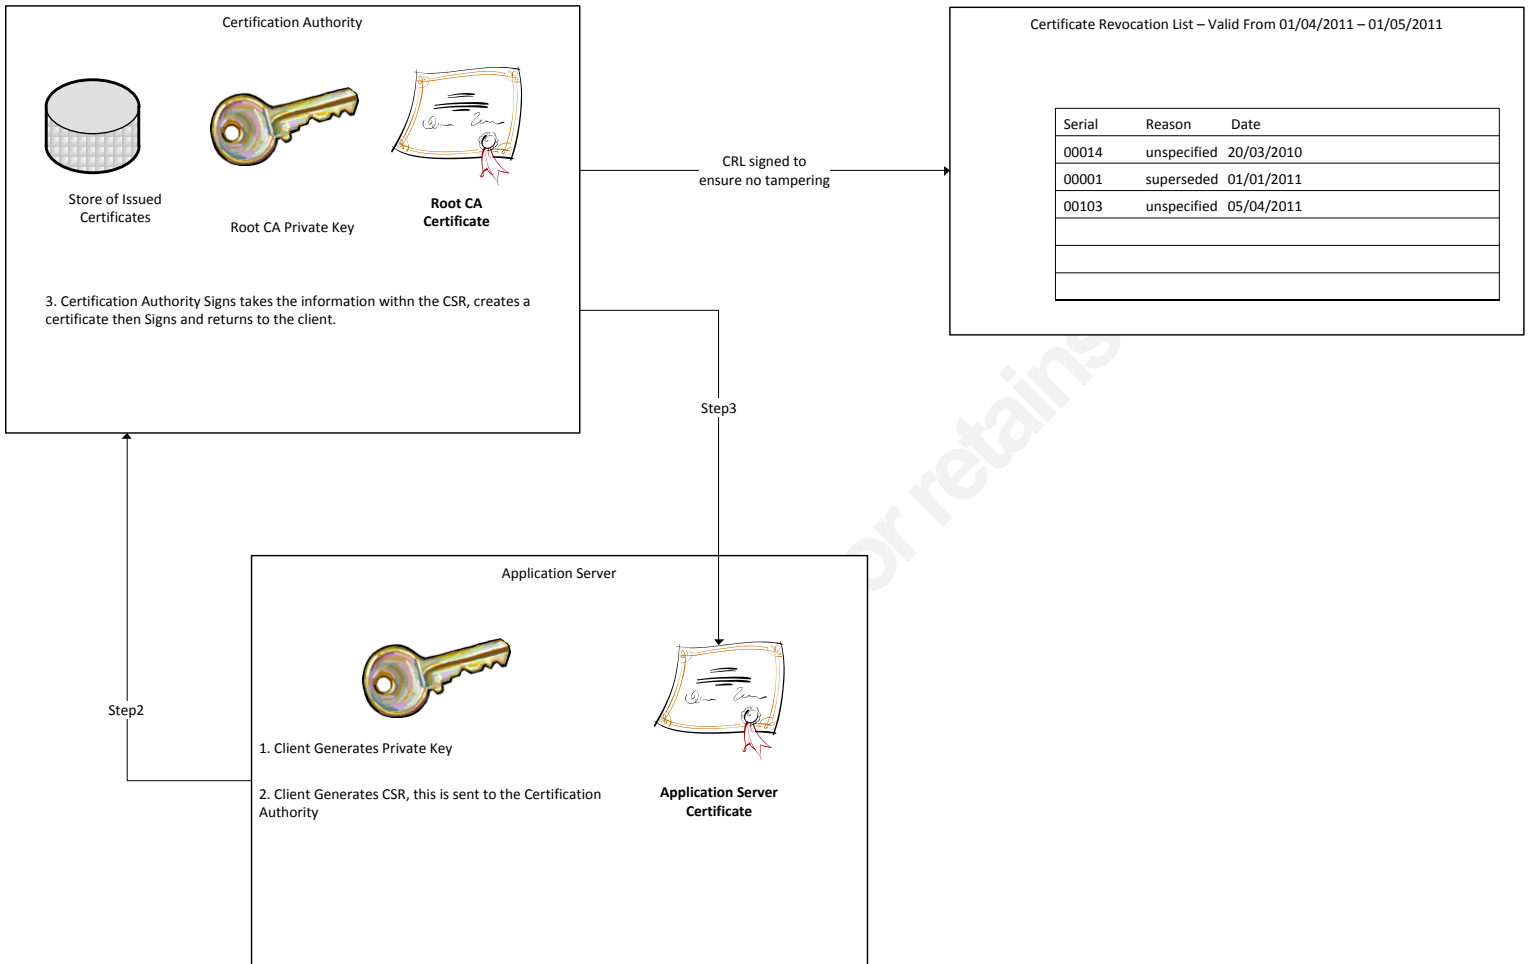 Certification Authority
Store of Issued
Certificates
Root CA Private Key
Root CA
Certificate
3. Certification Authority Signs takes the information withn the CSR, creates a
certificate then Signs and returns to the client.
CRL signed to
ensure no tampering
Certificate Revocation List – Valid From 01/04/2011 – 01/05/2011
Serial Reason Date
00014 unspecified 20/03/2010
00001 superseded 01/01/2011
00103 unspecified 05/04/2011
Step3
Step2
Application Server
1. Client Generates Private Key
2. Client Generates CSR, this is sent to the Certification
Authority
Application Server
Certificate
or retains